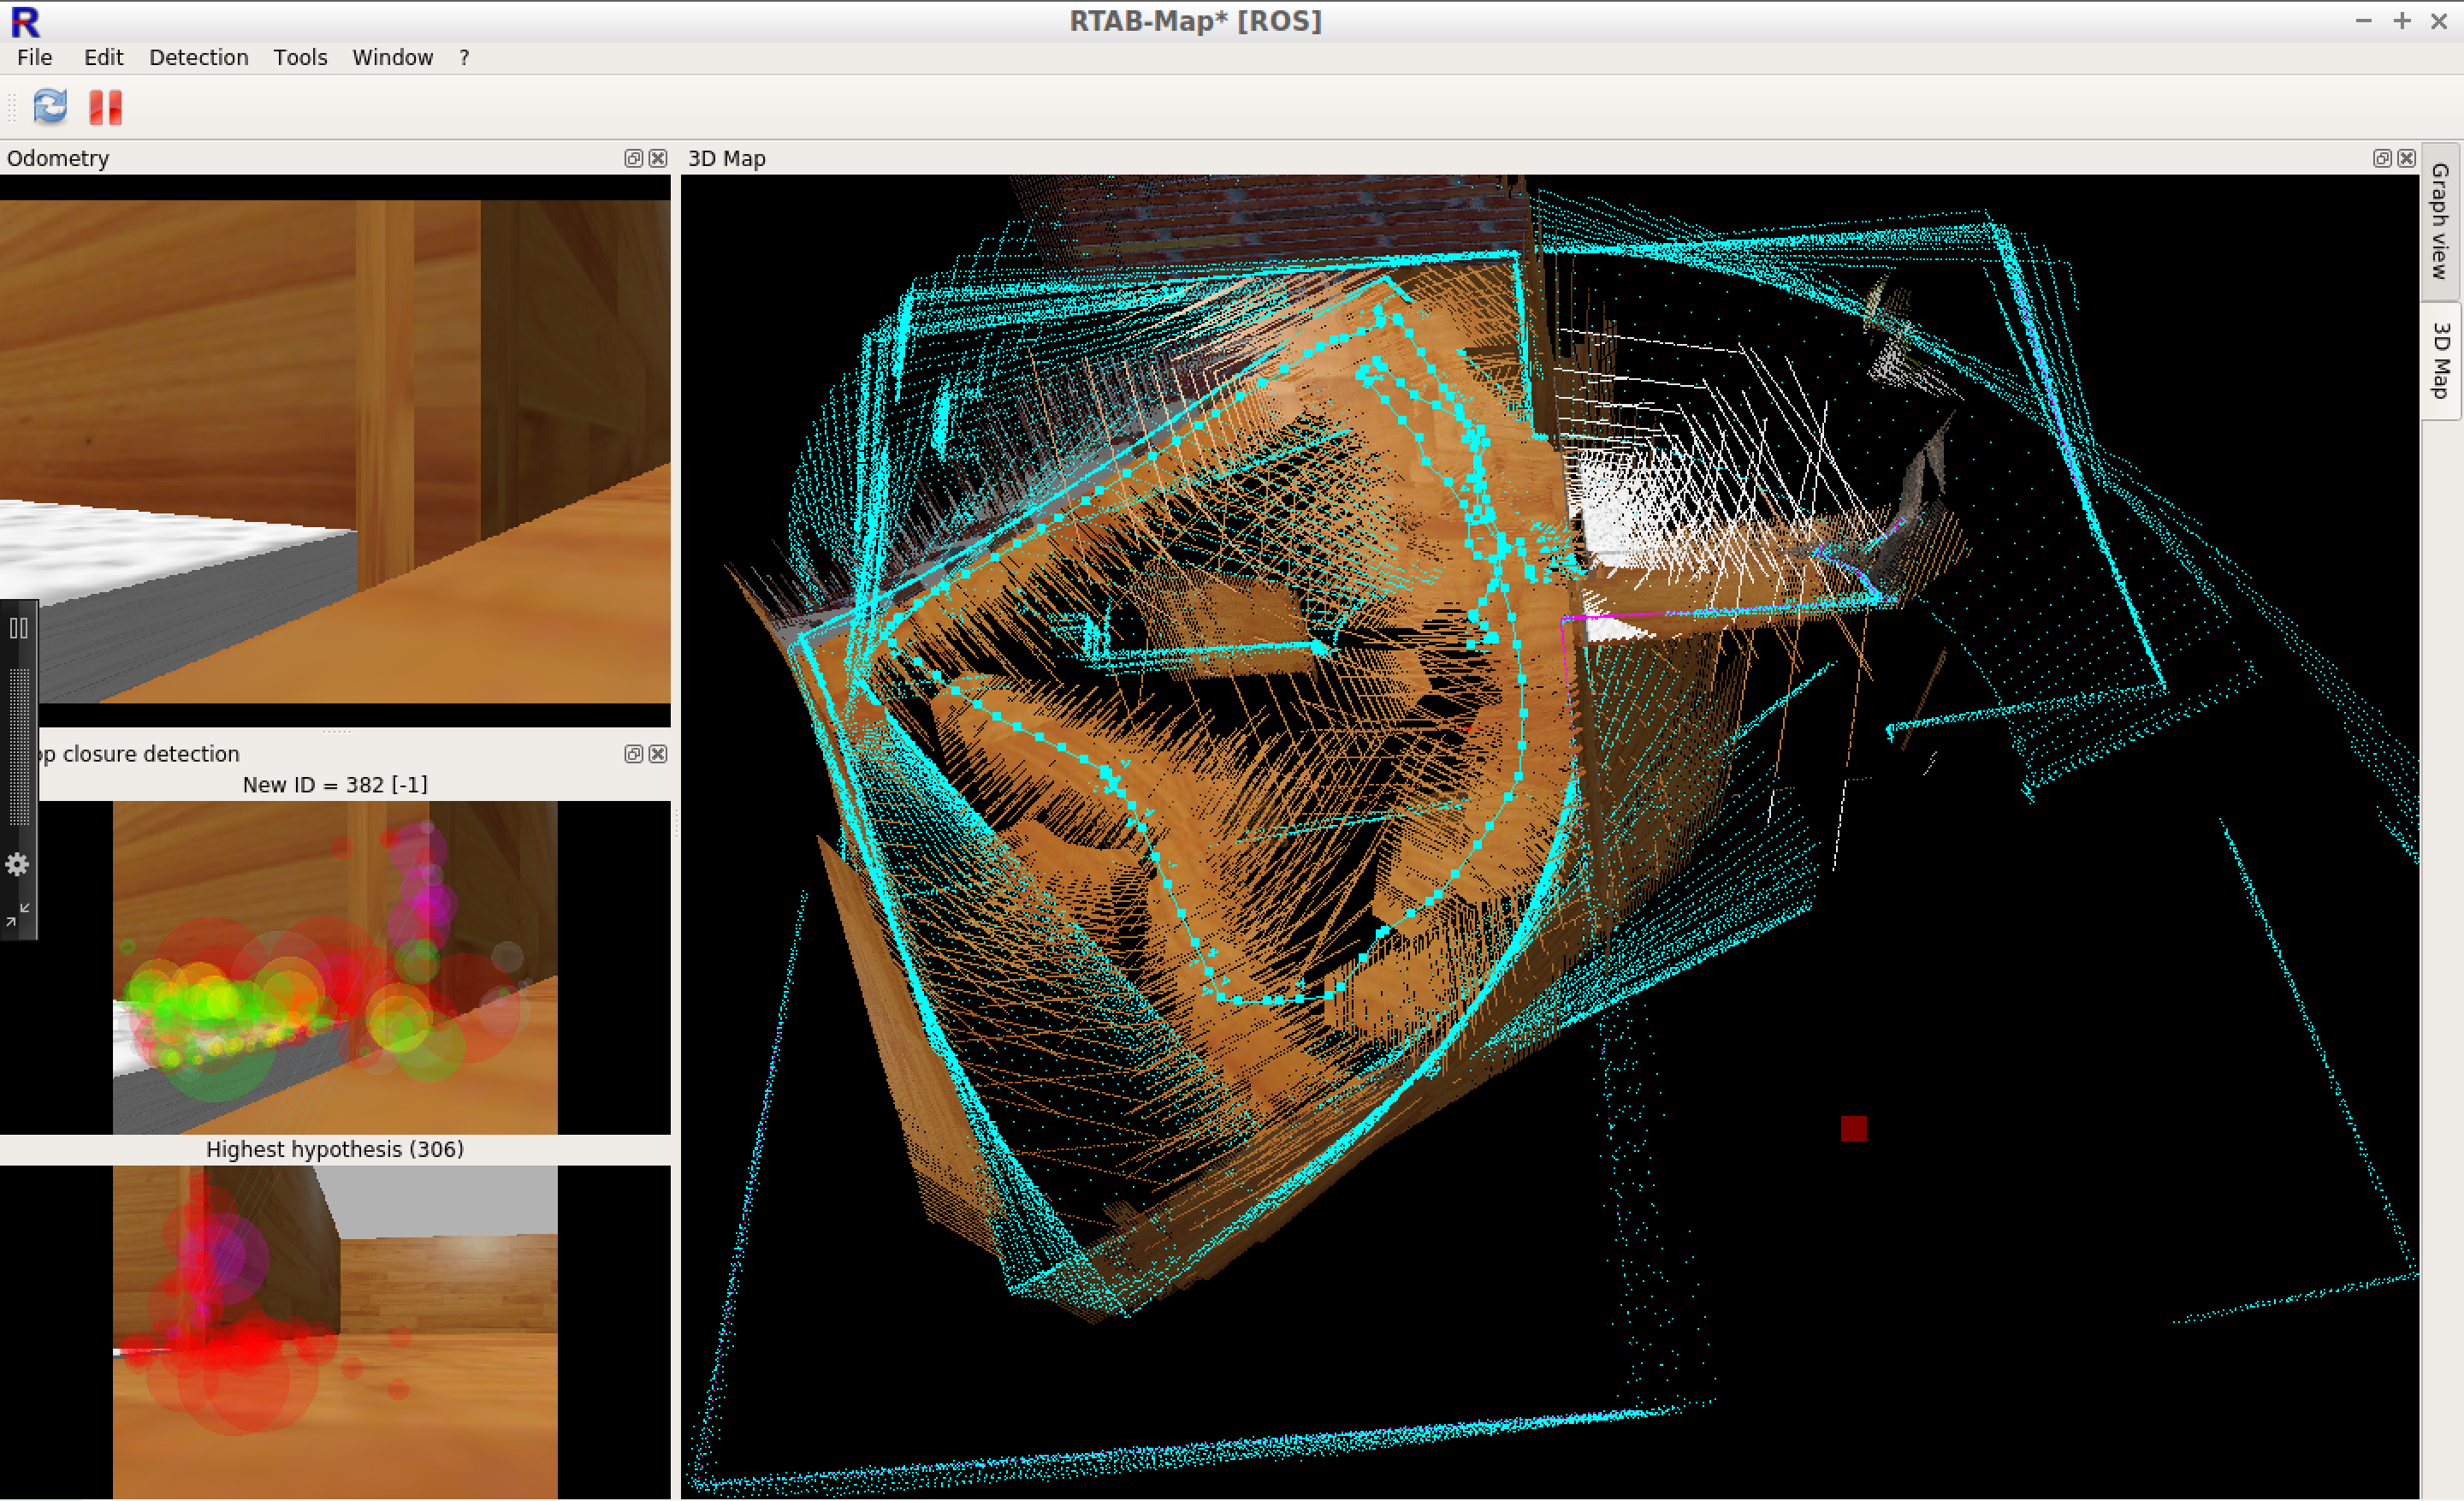 RTAB-Map* [ROS]
File Edit Detection Tools Window ?
Odometry
3D Map
Graph view
3D Map
op closure detection
New ID = 382 [-1]
Highest hypothesis (306)